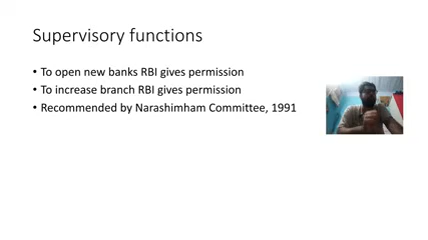 Supervisory functions
• To open new banks RBI gives permission
• To increase branch RBI gives permission
• Recommended by Narashimham Committee, 1991